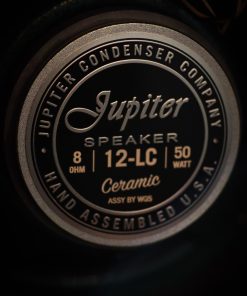 · JUPITER CONDENSER COMPANY ·
Jupiter
SPEAKER
8 OHM | 12-LC | 50 WATT
Ceramic
ASSY BY WGS
HAND ASSEMBLED U.S.A.